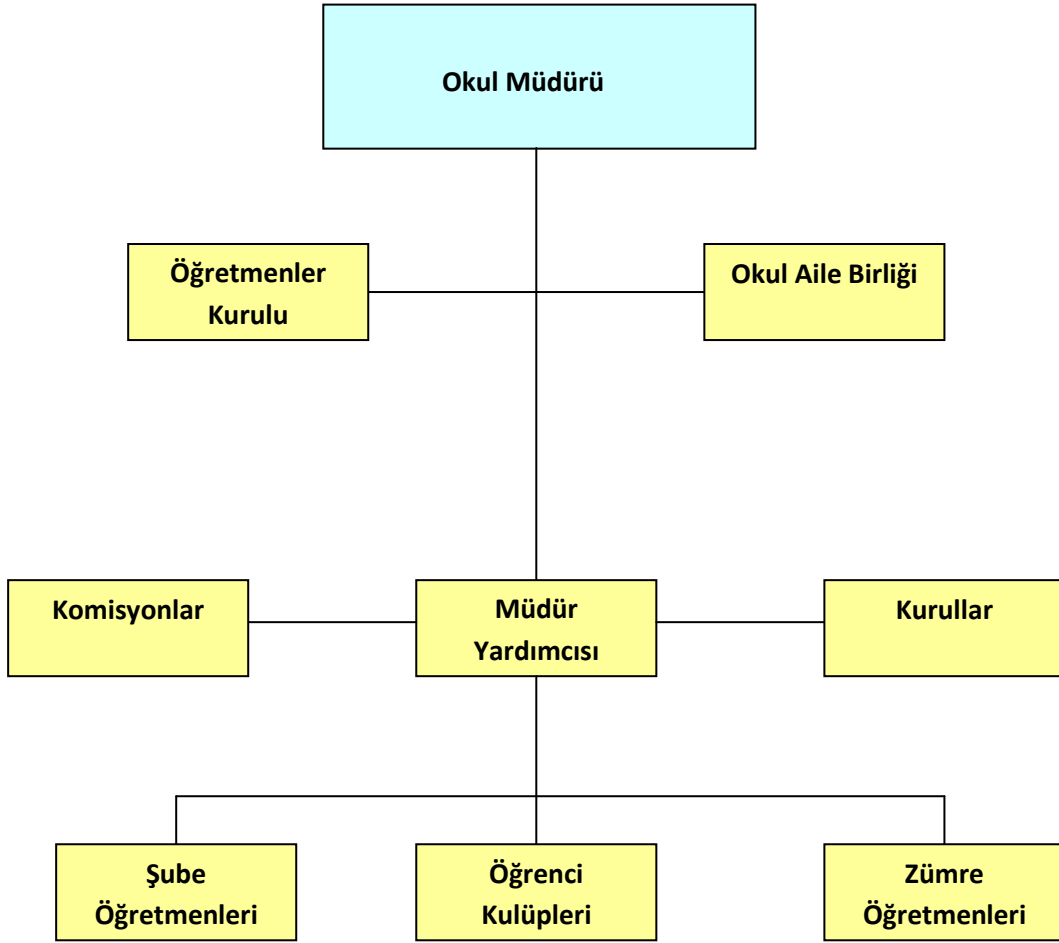 Okul Müdürü
Öğretmenler
Kurulu
Okul Aile Birliği
Komisyonlar
Müdür
Yardımcısı
Kurullar
Şube
Öğretmenleri
Öğrenci
Kulüpleri
Zümre
Öğretmenleri